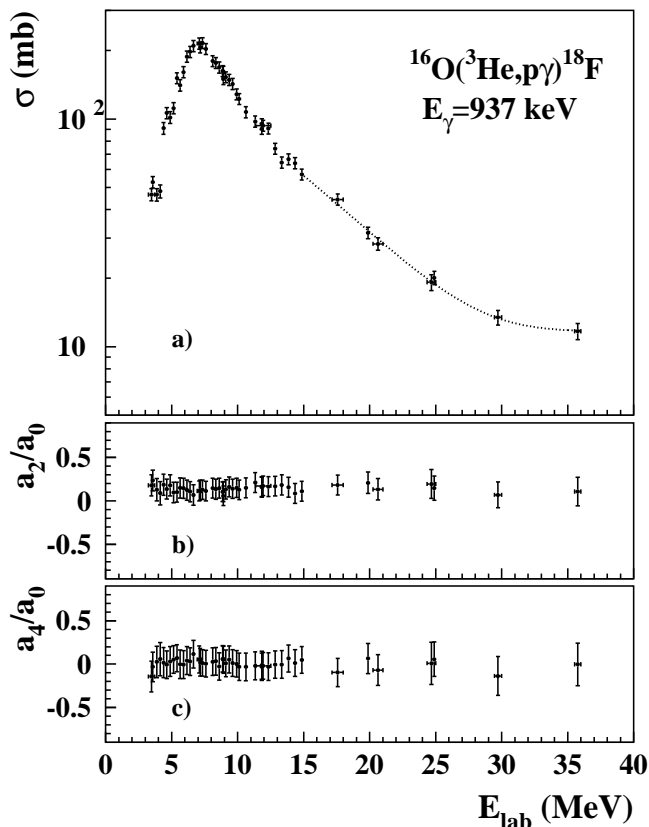 σ (mb)
¹⁶O(³He,pγ)¹⁸F
E_γ=937 keV
10²
10
a)
a₂/a₀
0.5
0
-0.5
b)
a₄/a₀
0.5
0
-0.5
c)
0 5 10 15 20 25 30 35 40
E_lab (MeV)